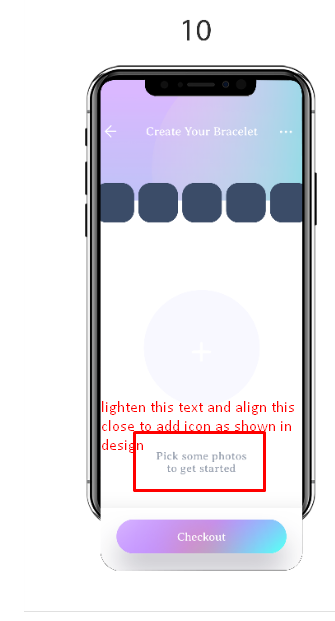 10
Create Your Bracelet
lighten this text and align this
close to add icon as shown in
design
Pick some photos
to get started
Checkout